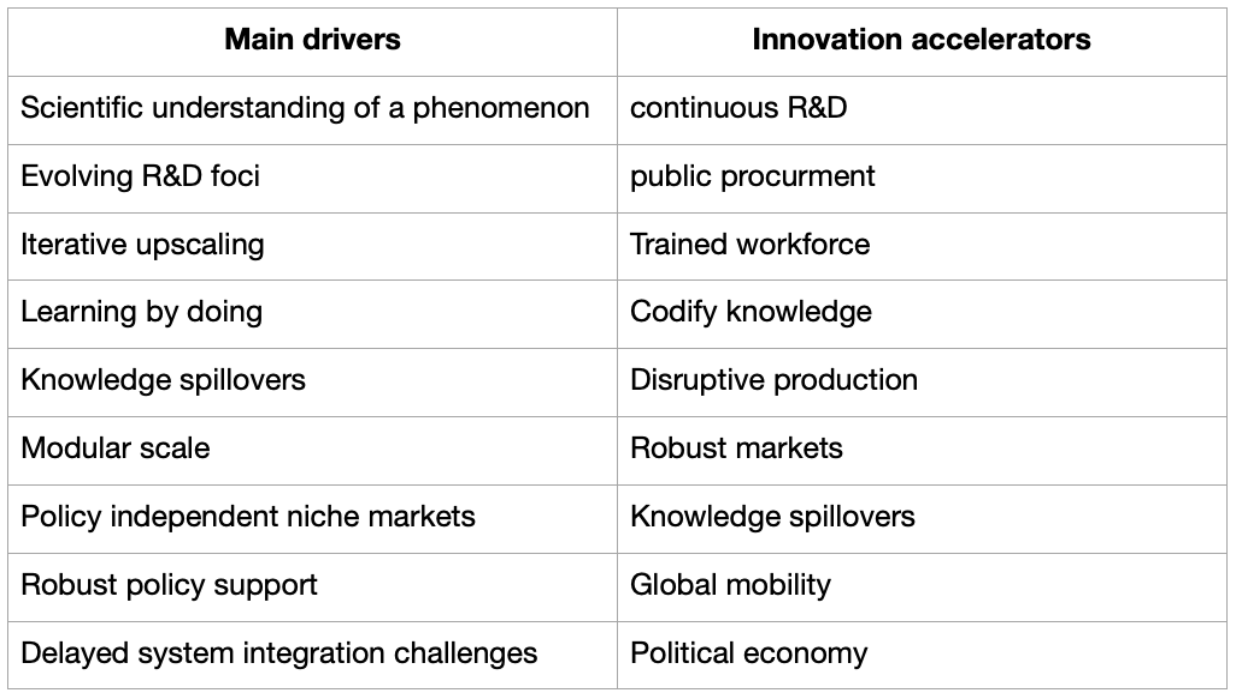 Main drivers Innovation accelerators
Scientific understanding of a phenomenon continuous R&D
Evolving R&D foci public procurment
Iterative upscaling Trained workforce
Learning by doing Codify knowledge
Knowledge spillovers Disruptive production
Modular scale Robust markets
Policy independent niche markets Knowledge spillovers
Robust policy support Global mobility
Delayed system integration challenges Political economy